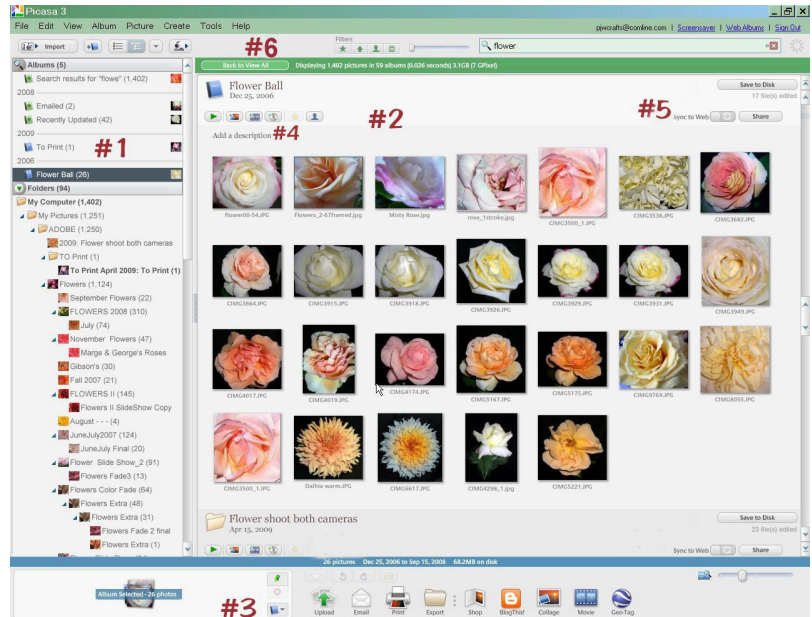 Picasa 3
File Edit View Album Picture Create Tools Help
pjwcrafts@comline.com | Screensaver | Web Albums | Sign Out
Import
#6
Filters
flower
Albums (5)
Back to View All
Displaying 1,402 pictures in 59 albums (0.026 seconds) 3.1GB (7 GPixel)
Search results for "flowe" (1,402)
2008
Emailed (2)
Recently Updated (42)
2009
To Print (1)
#1
2006
Flower Ball (26)
Folders (94)
My Computer (1,402)
My Pictures (1,251)
ADOBE (1,250)
2009: Flower shoot both cameras
TO Print (1)
To Print April 2009: To Print (1)
Flowers (1,124)
September Flowers (22)
FLOWERS 2008 (310)
July (74)
November Flowers (47)
Marge & George's Roses
Gibson's (30)
Fall 2007 (21)
FLOWERS II (145)
Flowers II SlideShow Copy
August - - - (4)
JuneJuly2007 (124)
JuneJuly Final (20)
Flower Slide Show_2 (91)
Flowers Fade3 (13)
Flowers Color Fade (64)
Flowers Extra (48)
Flowers Extra (31)
Flowers Fade 2 final
Flowers Extra (1)
Flower Ball
Dec 25, 2006
Save to Disk
17 file(s) edited
#2
#5
Sync to Web
Share
Add a description
#4
flower06-54.JPG Flowers_2-67framed.jpg Misty Rose.jpg rose_1stroke.jpg CIMG3500_1.JPG CIMG3536.JPG CIMG3682.JPG
CIMG3864.JPG CIMG3915.JPG CIMG3918.JPG CIMG3926.JPG CIMG3929.JPG CIMG3931.JPG CIMG3949.JPG
CIMG4017.JPG CIMG4019.JPG CIMG4174.JPG CIMG5167.JPG CIMG5175.JPG CIMG9769.JPG CIMG8055.JPG
CIMG3500_1.JPG Dalhia warm.JPG CIMG6617.JPG CIMG4296_1.jpg CIMG5221.JPG
Flower shoot both cameras
Apr 15, 2009
Save to Disk
23 file(s) edited
Sync to Web
Share
26 pictures Dec 25, 2006 to Sep 15, 2006 68.2MB on disk
Album Selected - 26 photos
#3
Upload Email Print Export Shop BlogThis! Collage Movie Geo-Tag